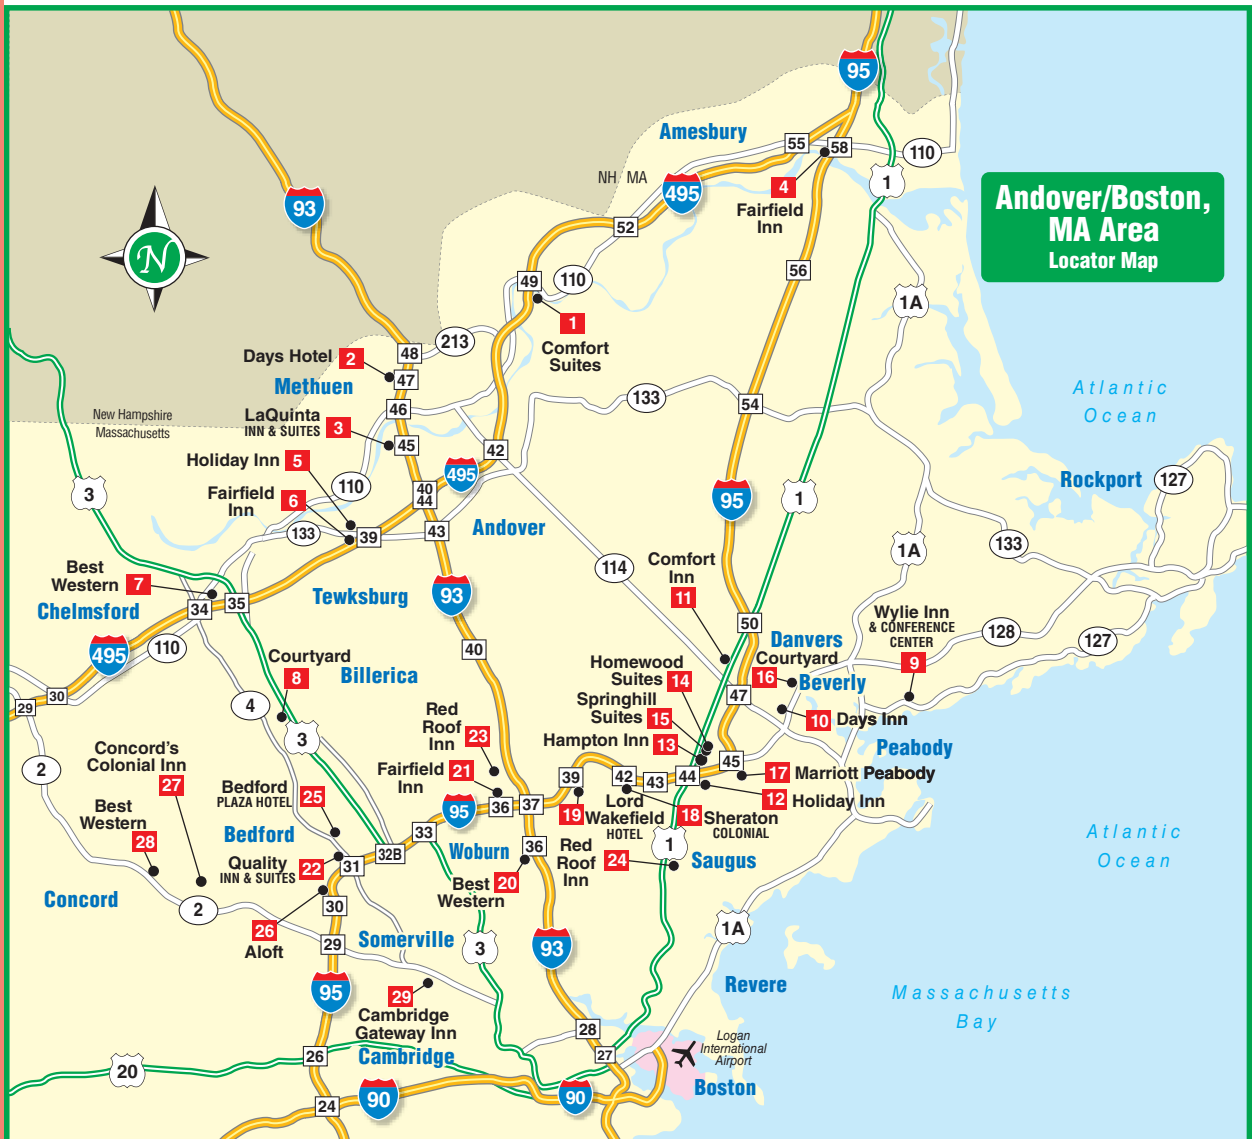 95
Amesbury
55
58
110
1
NH MA
495
4
Fairfield
Inn
Andover/Boston,
MA Area
Locator Map
93
N
52
56
49
110
1A
1
Comfort
Suites
213
48
Days Hotel 2
47
Methuen
Atlantic
Ocean
133
54
46
New Hampshire
Massachusetts
LaQuinta
INN & SUITES 3
45
42
Holiday Inn 5
495
Rockport
127
110
40
44
3
Fairfield
Inn
6
95
1
133
39
43
Andover
1A
133
Best
Western 7
Comfort
Inn
11
114
Chelmsford
34
35
Tewksburg
93
Wylie Inn
& CONFERENCE
CENTER
9
50
128
127
Danvers
495
110
40
Courtyard
8
Billerica
Homewood
Suites 14
Courtyard
16
Beverly
30
29
47
4
Springhill
Suites 15
10 Days Inn
3
Red
Roof
Inn
23
Hampton Inn 13
Peabody
Concord's
Colonial Inn
27
2
45
Fairfield
Inn
21
39
42
43
44
17 Marriott Peabody
Bedford
PLAZA HOTEL 25
95
36
37
19
Lord
Wakefield
HOTEL
12 Holiday Inn
18 Sheraton
COLONIAL
Best
Western
28
Bedford
33
Woburn
36
32B
Red
Roof
Inn
24
1
Saugus
Atlantic
Ocean
Quality
INN & SUITES
22
31
Best
Western
20
Concord
2
30
26
Aloft
29
Somerville
3
93
1A
95
29
Cambridge
Gateway Inn
Revere
Massachusetts
Bay
28
27
Logan
International
Airport
26
Cambridge
20
Boston
24
90
90